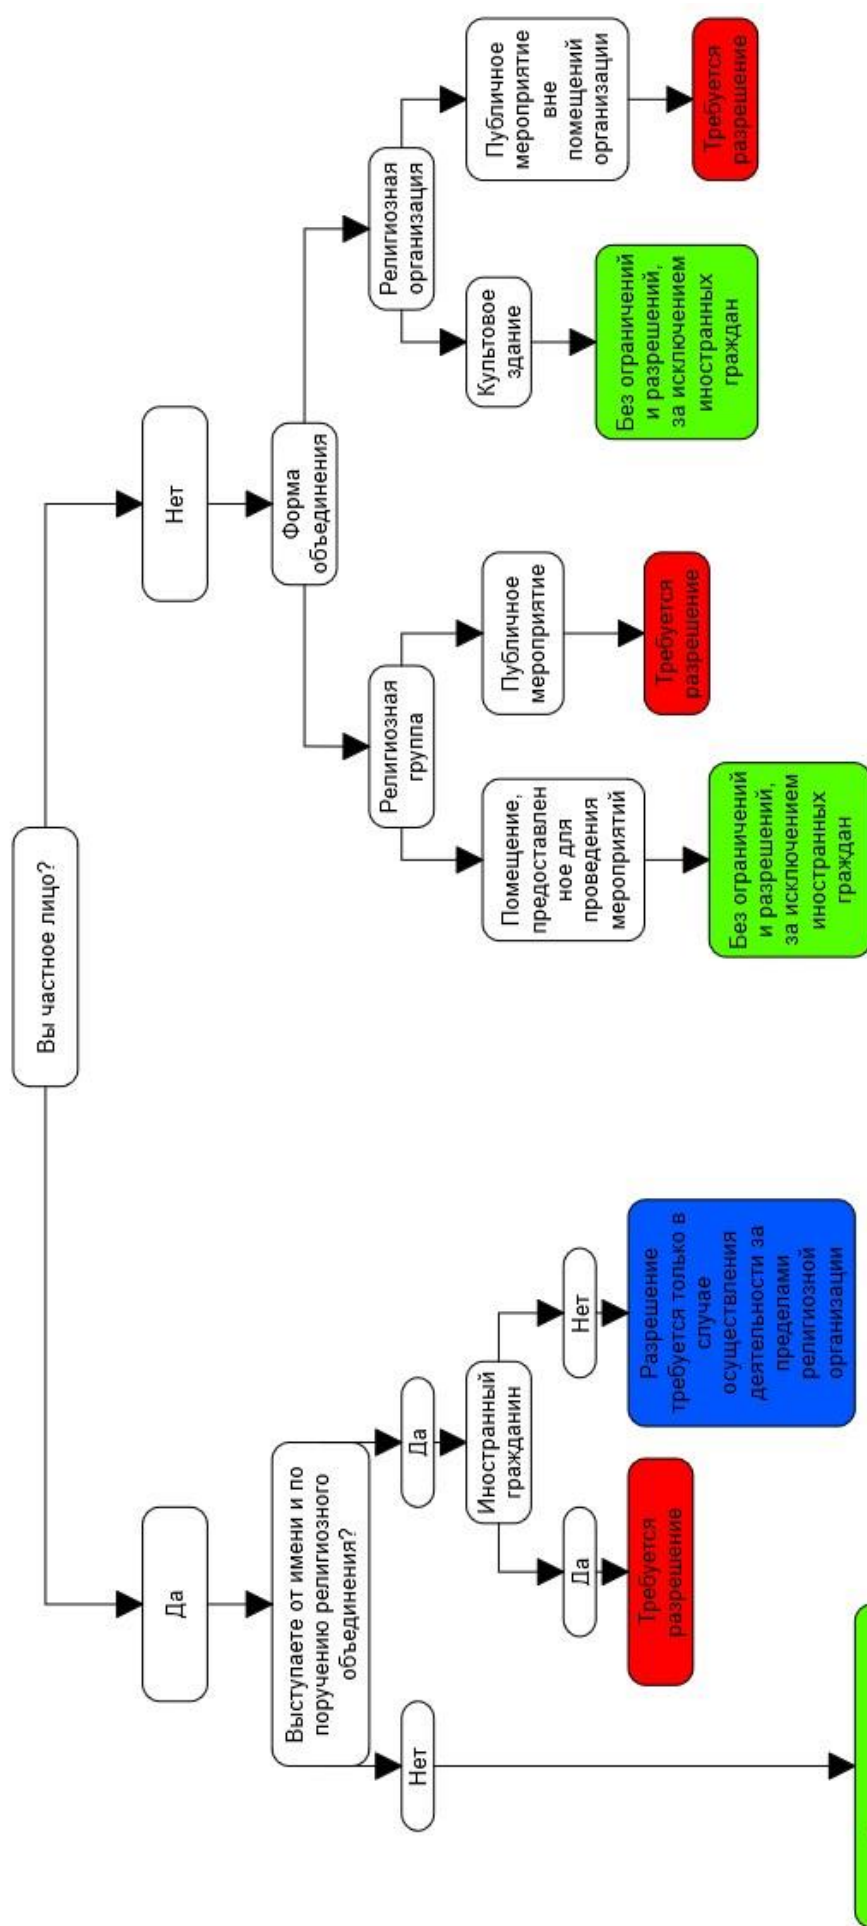 Вы частное лицо?
Да
Нет
Выступаете от имени и по
поручению религиозного
объединения?
Форма
объединения
Нет
Да
Религиозная
группа
Религиозная
организация
Иностранный
гражданин
Помещение,
предоставлен
ное для
проведения
мероприятий
Публичное
мероприятие
Культовое
здание
Публичное
мероприятие
вне
помещений
организации
Да
Нет
Требуется
разрешение
Разрешение
требуется только в
случае
осуществления
деятельности за
пределами
религиозной
организации
Без ограничений
и разрешений,
за исключением
иностранных
граждан
Требуется
разрешение
Без ограничений
и разрешений,
за исключением
иностранных
граждан
Требуется
разрешение